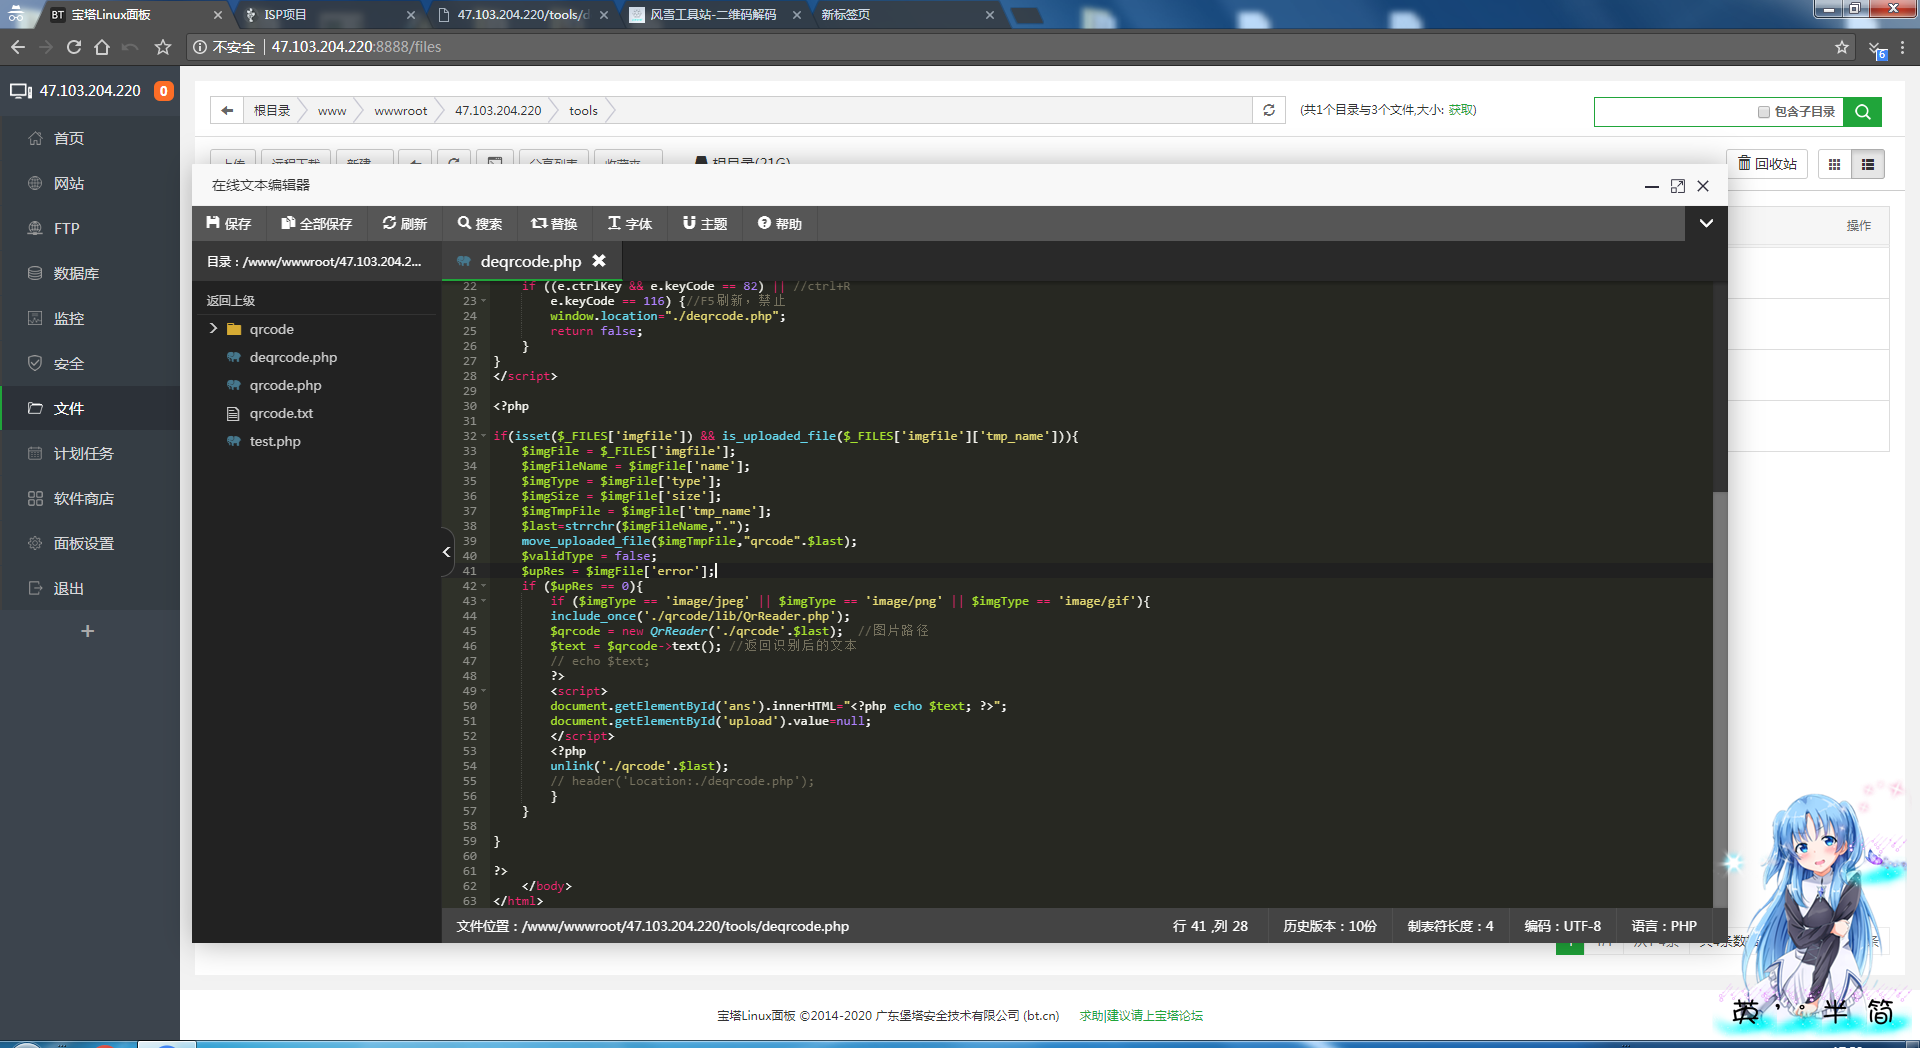 宝塔Linux面板
ISP项目
47.103.204.220/tools/d
风雪工具站-二维码解码
新标签页
不安全 47.103.204.220:8888/files
6
47.103.204.220 0
根目录 www wwwroot 47.103.204.220 tools
(共1个目录与3个文件,大小: 获取)
包含子目录
首页
网站
FTP
数据库
监控
安全
文件
计划任务
软件商店
面板设置
退出
上传 远程下载 新建 分享列表 收藏夹 根目录(21G)
回收站
操作
在线文本编辑器
保存 全部保存 刷新 搜索 替换 字体 主题 帮助
目录：/www/wwwroot/47.103.204.2...
deqrcode.php
返回上级
qrcode
deqrcode.php
qrcode.php
qrcode.txt
test.php
22 if ((e.ctrlKey && e.keyCode == 82) || //ctrl+R
23 e.keyCode == 116) {//F5刷新，禁止
24 window.location="./deqrcode.php";
25 return false;
26 }
27 }
28 </script>
29
30 <?php
31
32 if(isset($_FILES['imgfile']) && is_uploaded_file($_FILES['imgfile']['tmp_name'])){
33 $imgFile = $_FILES['imgfile'];
34 $imgFileName = $imgFile['name'];
35 $imgType = $imgFile['type'];
36 $imgSize = $imgFile['size'];
37 $imgTmpFile = $imgFile['tmp_name'];
38 $last=strrchr($imgFileName,".");
39 move_uploaded_file($imgTmpFile,"qrcode".$last);
40 $validType = false;
41 $upRes = $imgFile['error'];
42 if ($upRes == 0){
43 if ($imgType == 'image/jpeg' || $imgType == 'image/png' || $imgType == 'image/gif'){
44 include_once('./qrcode/lib/QrReader.php');
45 $qrcode = new QrReader('./qrcode'.$last); //图片路径
46 $text = $qrcode->text(); //返回识别后的文本
47 // echo $text;
48 ?>
49 <script>
50 document.getElementById('ans').innerHTML="<?php echo $text; ?>";
51 document.getElementById('upload').value=null;
52 </script>
53 <?php
54 unlink('./qrcode'.$last);
55 // header('Location:./deqrcode.php');
56 }
57 }
58
59 }
60
61 ?>
62 </body>
63 </html>
文件位置：/www/wwwroot/47.103.204.220/tools/deqrcode.php
行 41 ,列 28
历史版本：10份
制表符长度：4
编码：UTF-8
语言：PHP
宝塔Linux面板 ©2014-2020 广东堡塔安全技术有限公司 (bt.cn) 求助|建议请上宝塔论坛
英 ' 半 简